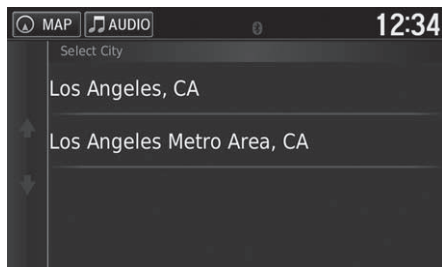 MAP AUDIO 12:34
Select City
Los Angeles, CA
Los Angeles Metro Area, CA